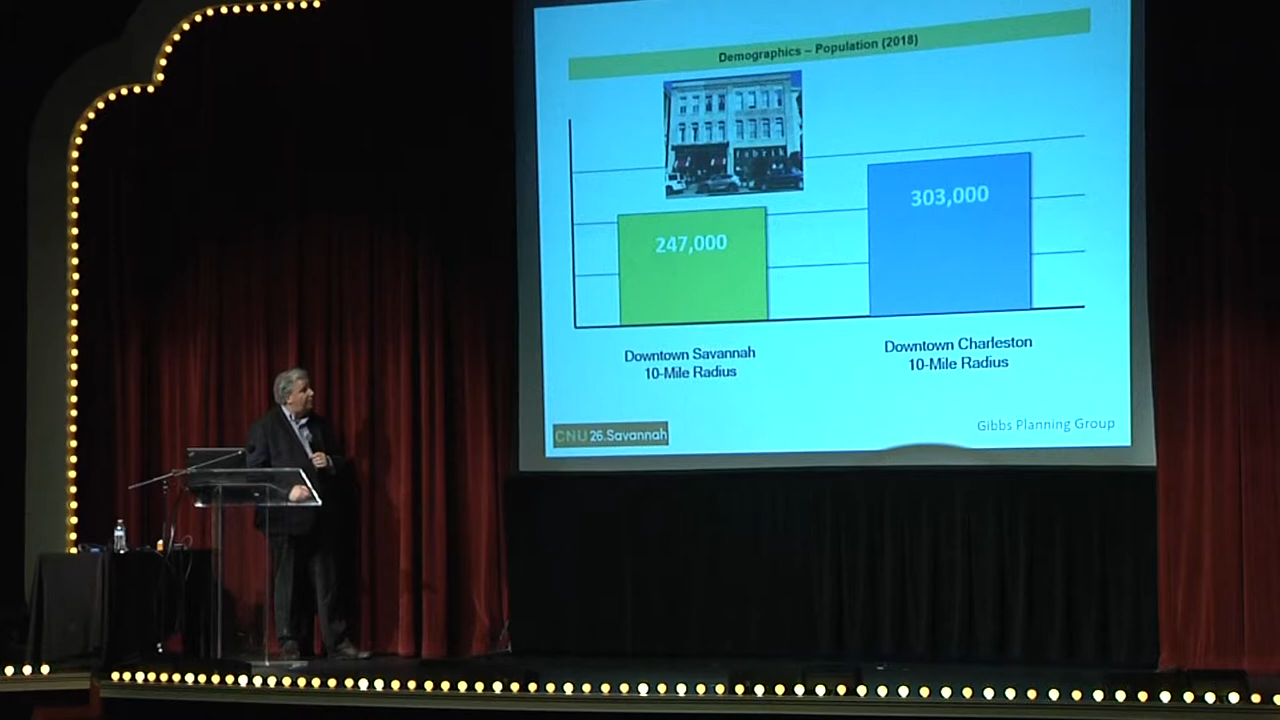 Demographics – Population (2018)
247,000
303,000
Downtown Savannah
10-Mile Radius
Downtown Charleston
10-Mile Radius
CNU 26.Savannah
Gibbs Planning Group